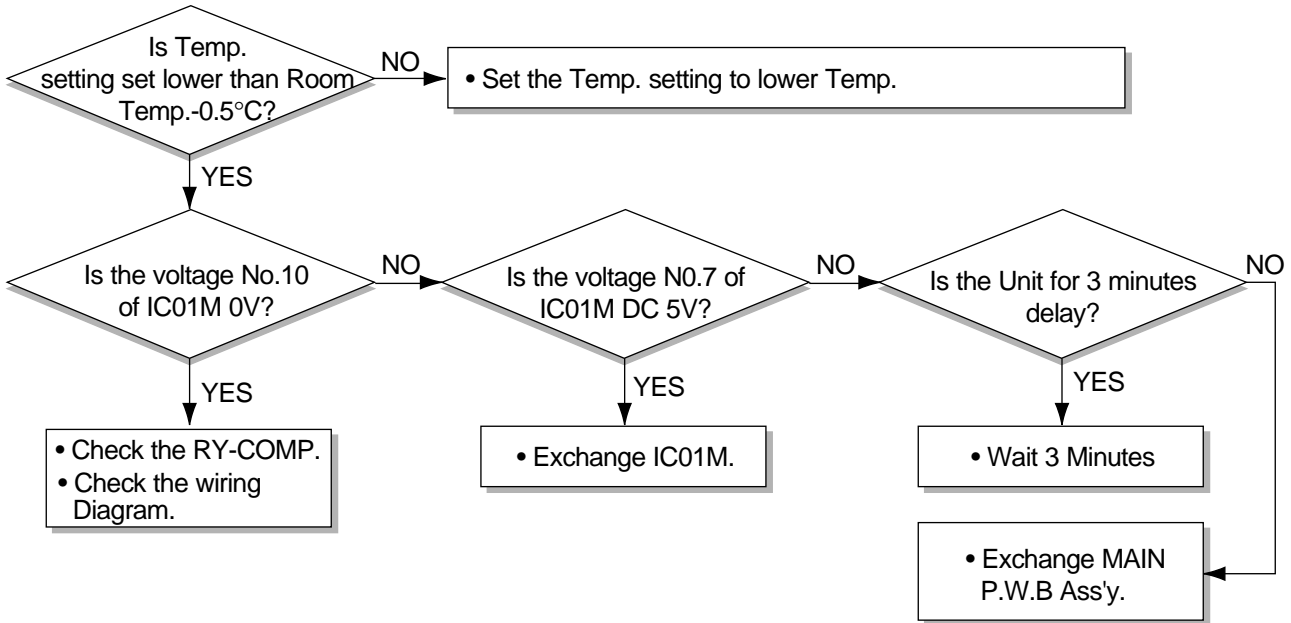 Is Temp.
setting set lower than Room
Temp.-0.5°C?
NO
• Set the Temp. setting to lower Temp.
YES
Is the voltage No.10
of IC01M 0V?
NO
Is the voltage N0.7 of
IC01M DC 5V?
NO
Is the Unit for 3 minutes
delay?
NO
YES
• Check the RY-COMP.
• Check the wiring
Diagram.
YES
• Exchange IC01M.
YES
• Wait 3 Minutes
• Exchange MAIN
P.W.B Ass'y.